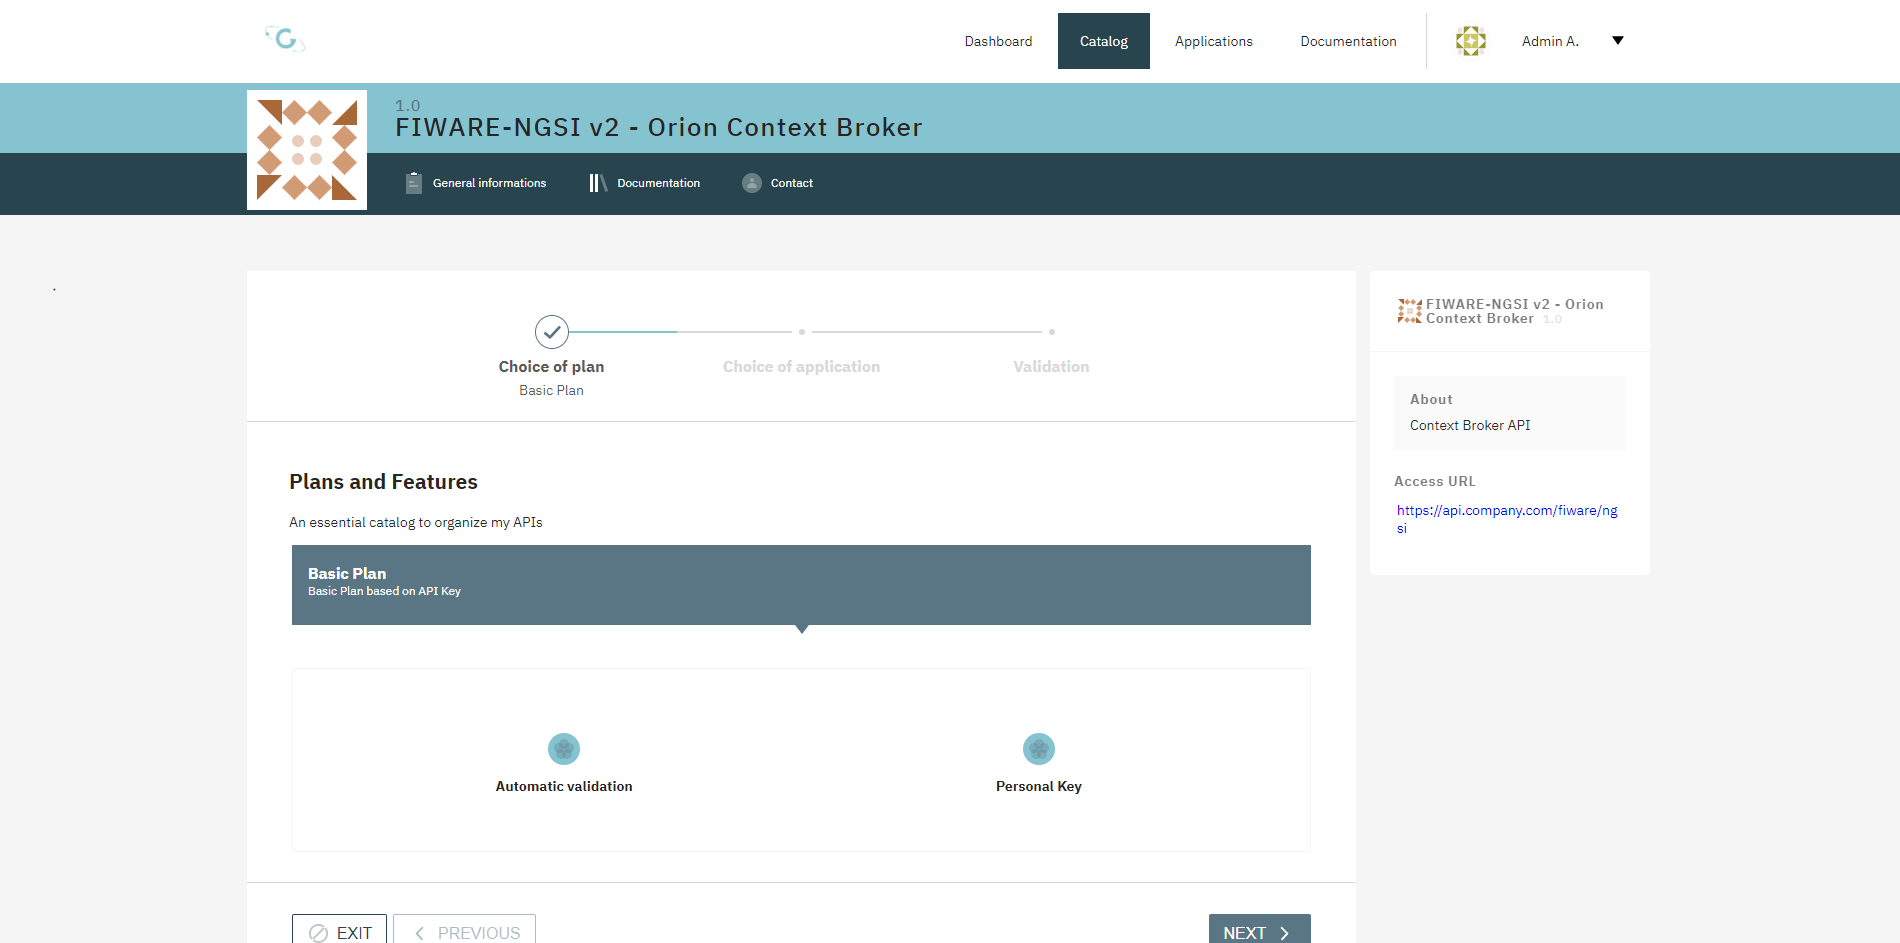 Dashboard
Catalog
Applications
Documentation
Admin A.
1.0
FIWARE-NGSI v2 - Orion Context Broker
General informations
Documentation
Contact
Choice of plan
Basic Plan
Choice of application
Validation
Plans and Features
An essential catalog to organize my APIs
Basic Plan
Basic Plan based on API Key
Automatic validation
Personal Key
EXIT
PREVIOUS
NEXT
FIWARE-NGSI v2 - Orion
Context Broker 1.0
About
Context Broker API
Access URL
https://api.company.com/fiware/ng
si